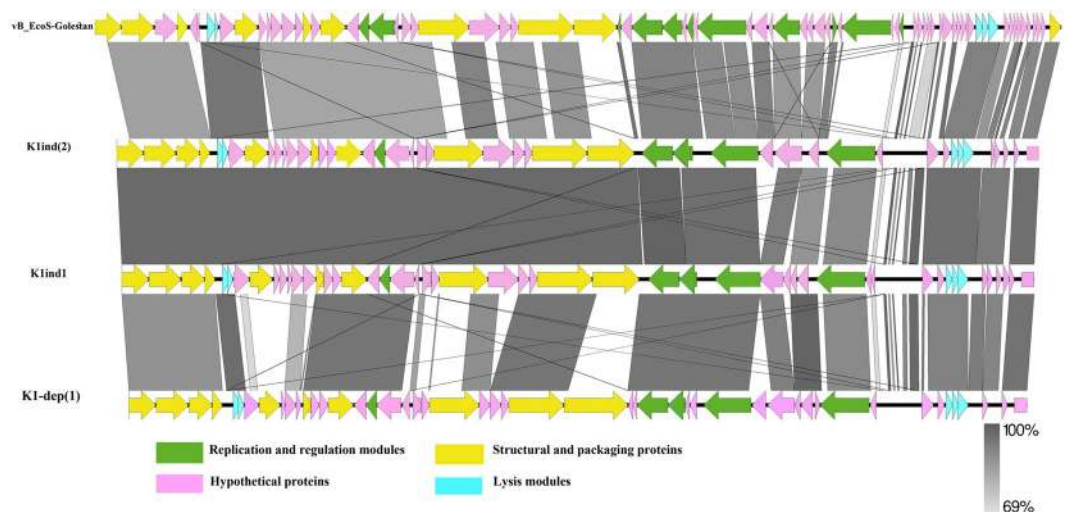 vB_EcoS-Golestan
K1ind(2)
K1ind1
K1-dep(1)
Replication and regulation modules
Structural and packaging proteins
Hypothetical proteins
Lysis modules
100%
69%